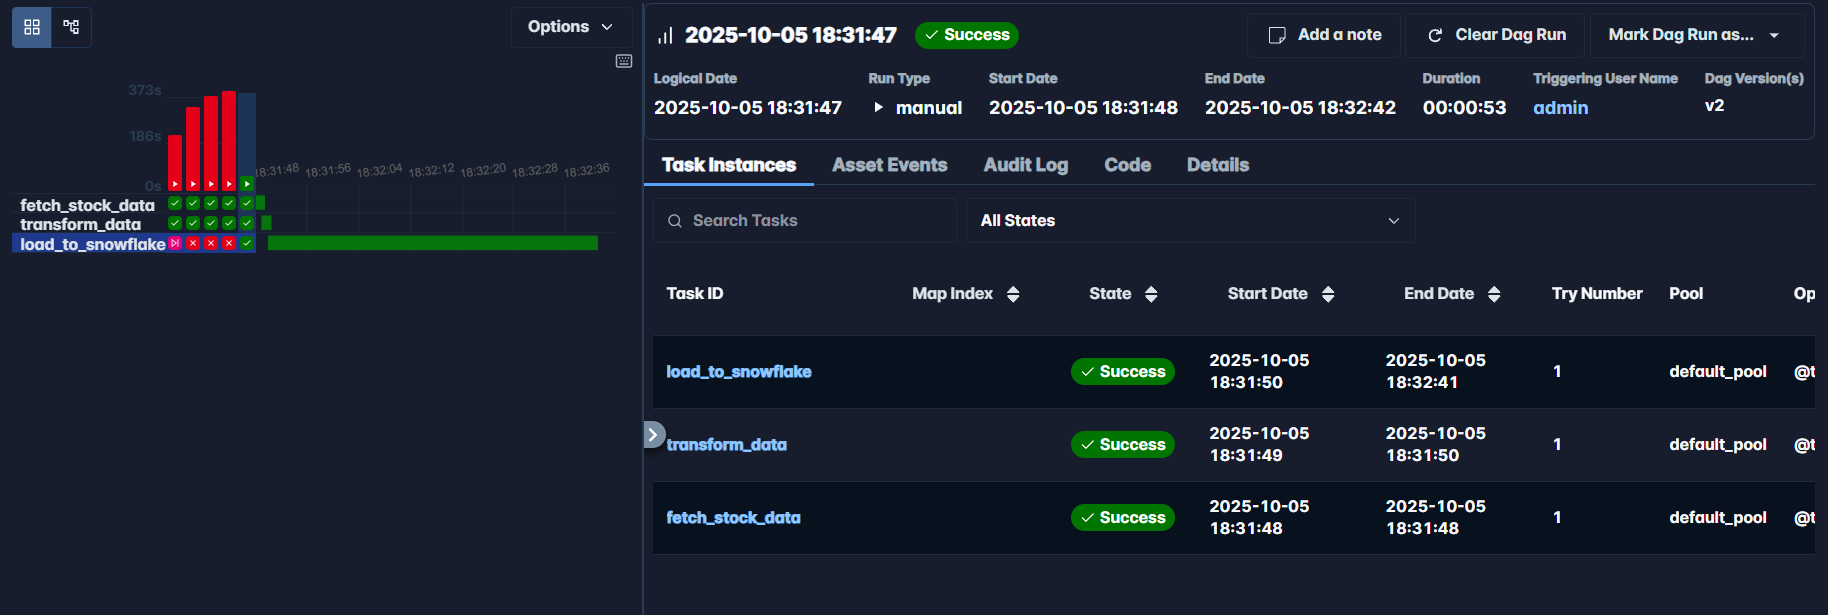 Options
373s
186s
0s
18:31:48 18:31:56 18:32:04 18:32:12 18:32:20 18:32:28 18:32:36
fetch_stock_data
transform_data
load_to_snowflake
2025-10-05 18:31:47 Success
Add a note Clear Dag Run Mark Dag Run as...
Logical Date Run Type Start Date End Date Duration Triggering User Name Dag Version(s)
2025-10-05 18:31:47 manual 2025-10-05 18:31:48 2025-10-05 18:32:42 00:00:53 admin v2
Task Instances Asset Events Audit Log Code Details
Search Tasks All States
Task ID Map Index State Start Date End Date Try Number Pool Op
load_to_snowflake Success 2025-10-05 18:31:50 2025-10-05 18:32:41 1 default_pool @t
transform_data Success 2025-10-05 18:31:49 2025-10-05 18:31:50 1 default_pool @t
fetch_stock_data Success 2025-10-05 18:31:48 2025-10-05 18:31:48 1 default_pool @t